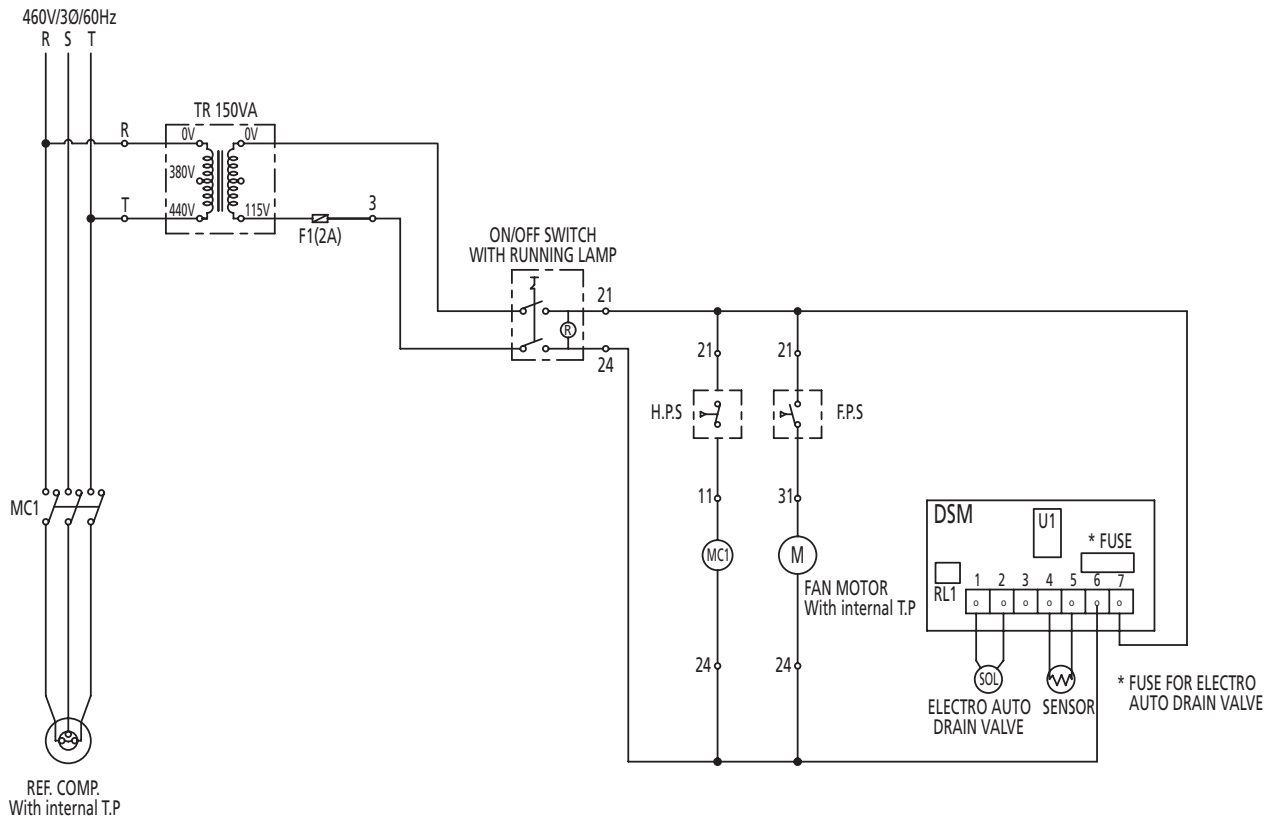 460V/3Ø/60Hz
R S T
TR 150VA
R 0V 0V
380V
T 440V 115V 3
F1(2A)
ON/OFF SWITCH
WITH RUNNING LAMP
21
R
24
21 21
H.P.S F.P.S
11 31
MC1
MC1 M
FAN MOTOR
With internal T.P
24 24
DSM
U1
* FUSE
RL1
1 2 3 4 5 6 7
SOL
ELECTRO AUTO
DRAIN VALVE
SENSOR
* FUSE FOR ELECTRO
AUTO DRAIN VALVE
REF. COMP.
With internal T.P